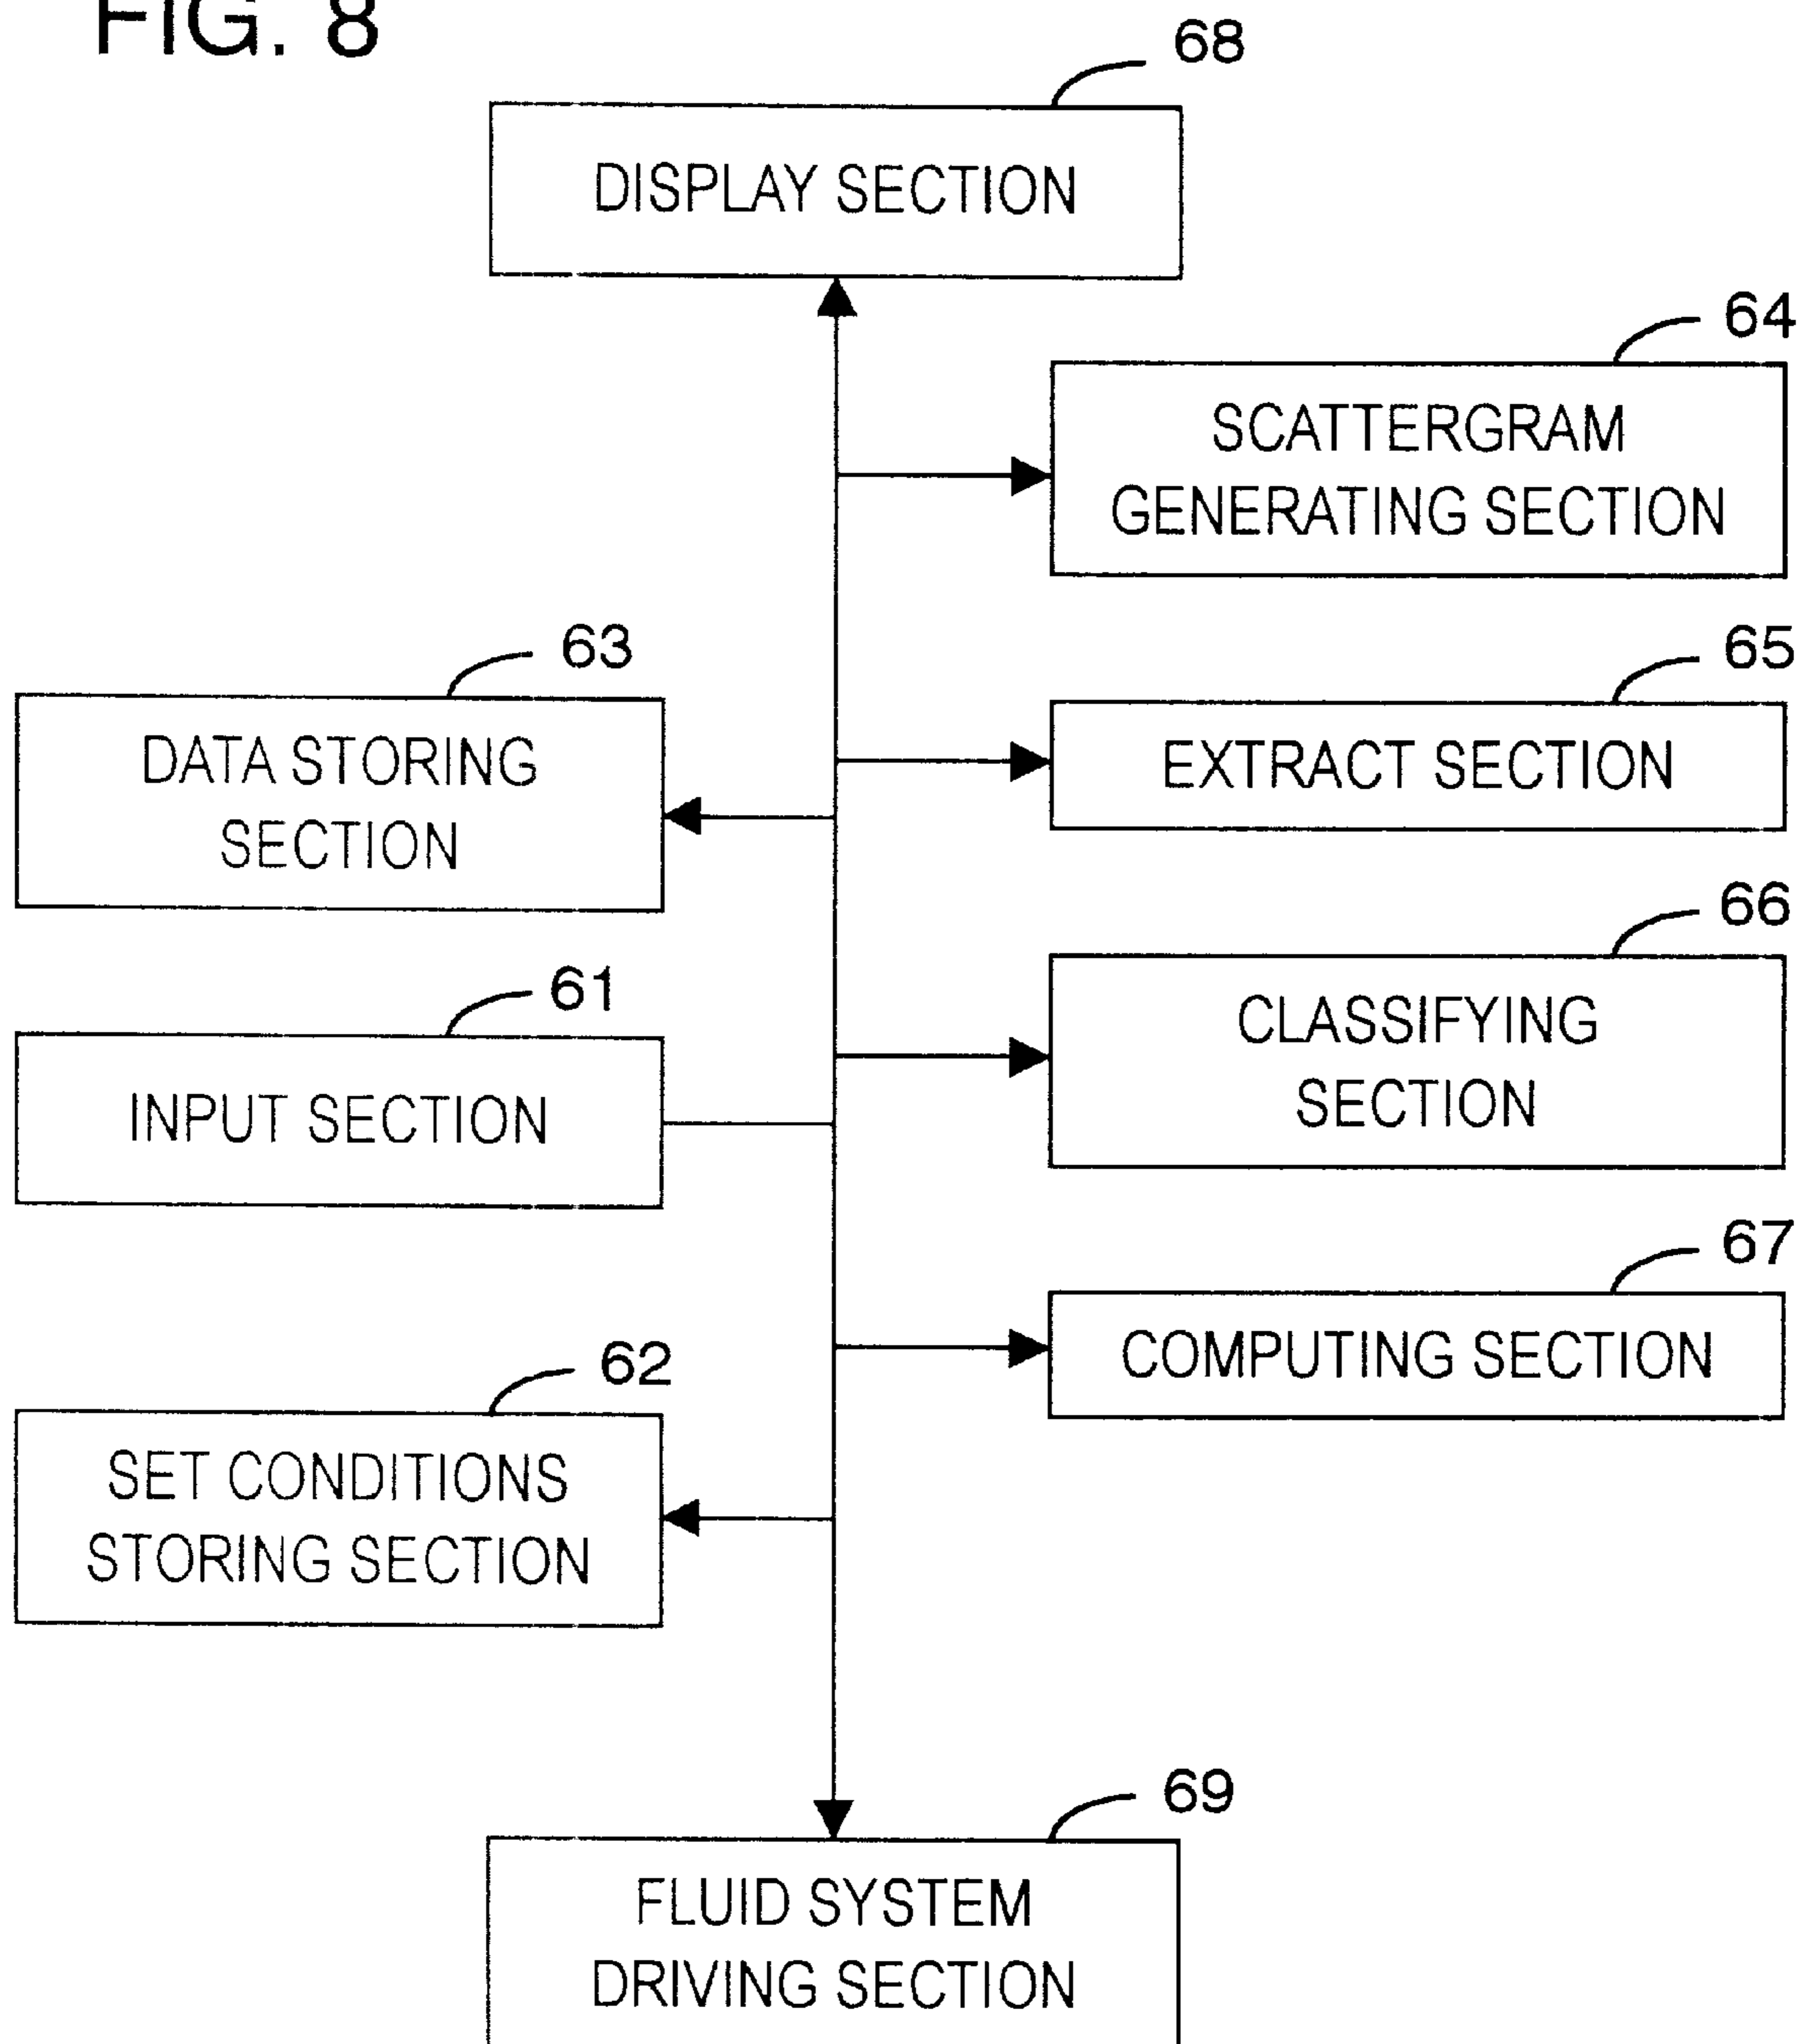 FIG. 8
68
DISPLAY SECTION
64
SCATTERGRAM
GENERATING SECTION
63
DATA STORING
SECTION
65
EXTRACT SECTION
66
CLASSIFYING
SECTION
61
INPUT SECTION
67
COMPUTING SECTION
62
SET CONDITIONS
STORING SECTION
69
FLUID SYSTEM
DRIVING SECTION